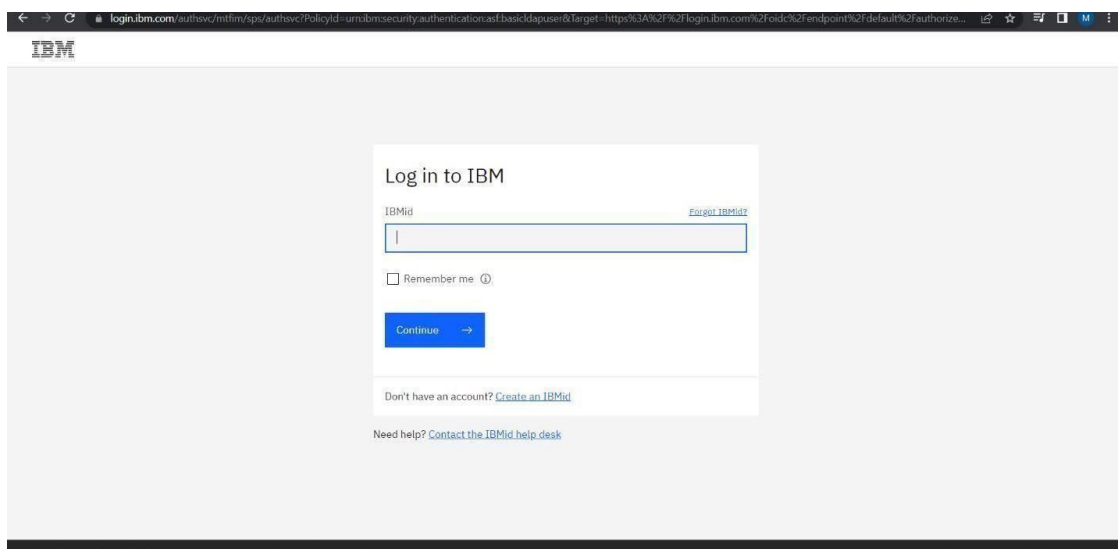 login.ibm.com/authsvc/mtfim/sps/authsvc?PolicyId=urn:ibm:security:authentication:asf:basicldapuser&Target=https%3A%2F%2Flogin.ibm.com%2Foidc%2Fendpoint%2Fdefault%2Fauthorize...
M
IBM
Log in to IBM
IBMid Forgot IBMid?
Remember me
Continue →
Don't have an account? Create an IBMid
Need help? Contact the IBMid help desk